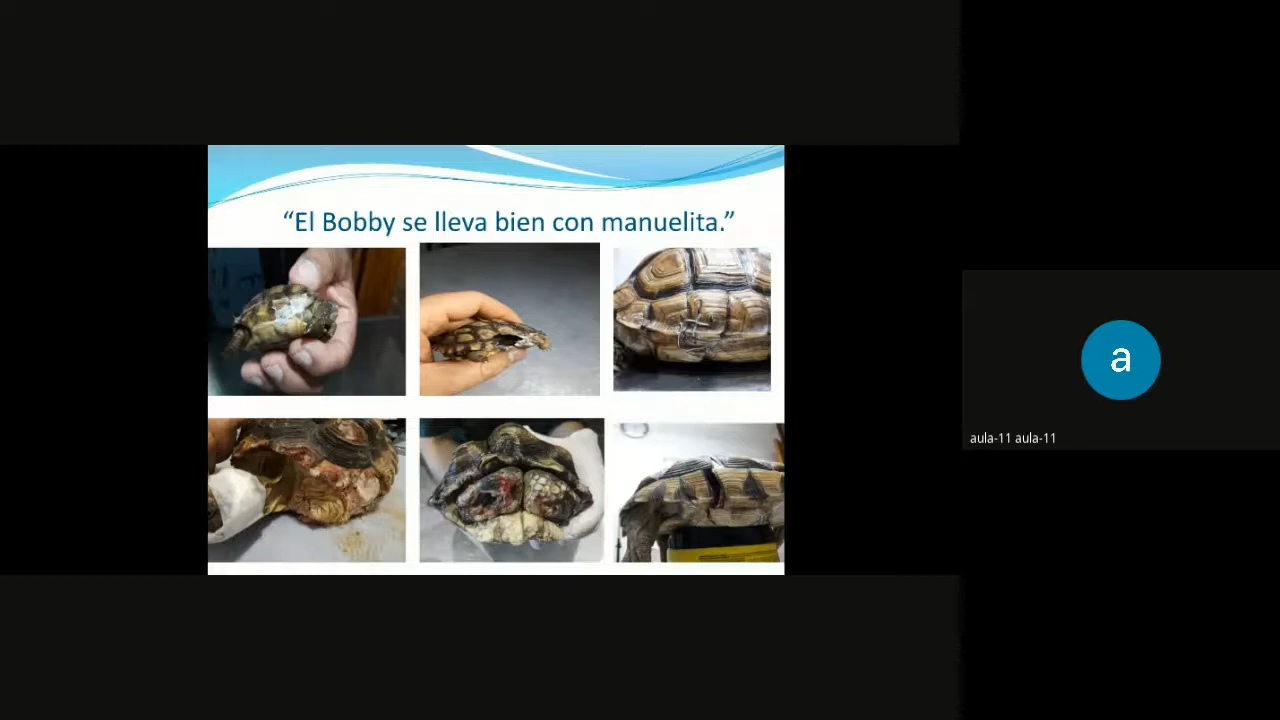 “El Bobby se lleva bien con manuelita.”
a
aula-11 aula-11